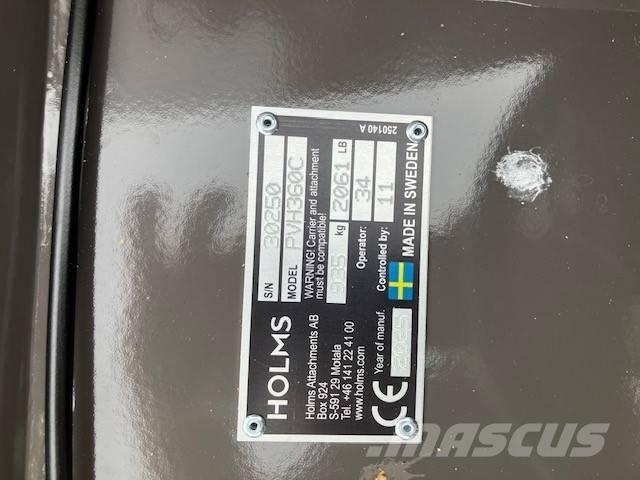 HOLMS
Holms Attachments AB
Box 924
S-591 29 Motala
Tel. +46 141 22 41 00
www.holms.com
CE
Year of manuf.
S/N 30250
MODEL PVH360C
WARNING! Carrier and attachment
must be compatible!
935 kg 2061 LB
Operator: 34
Controlled by: 11
MADE IN SWEDEN
250140 A
MASCUS